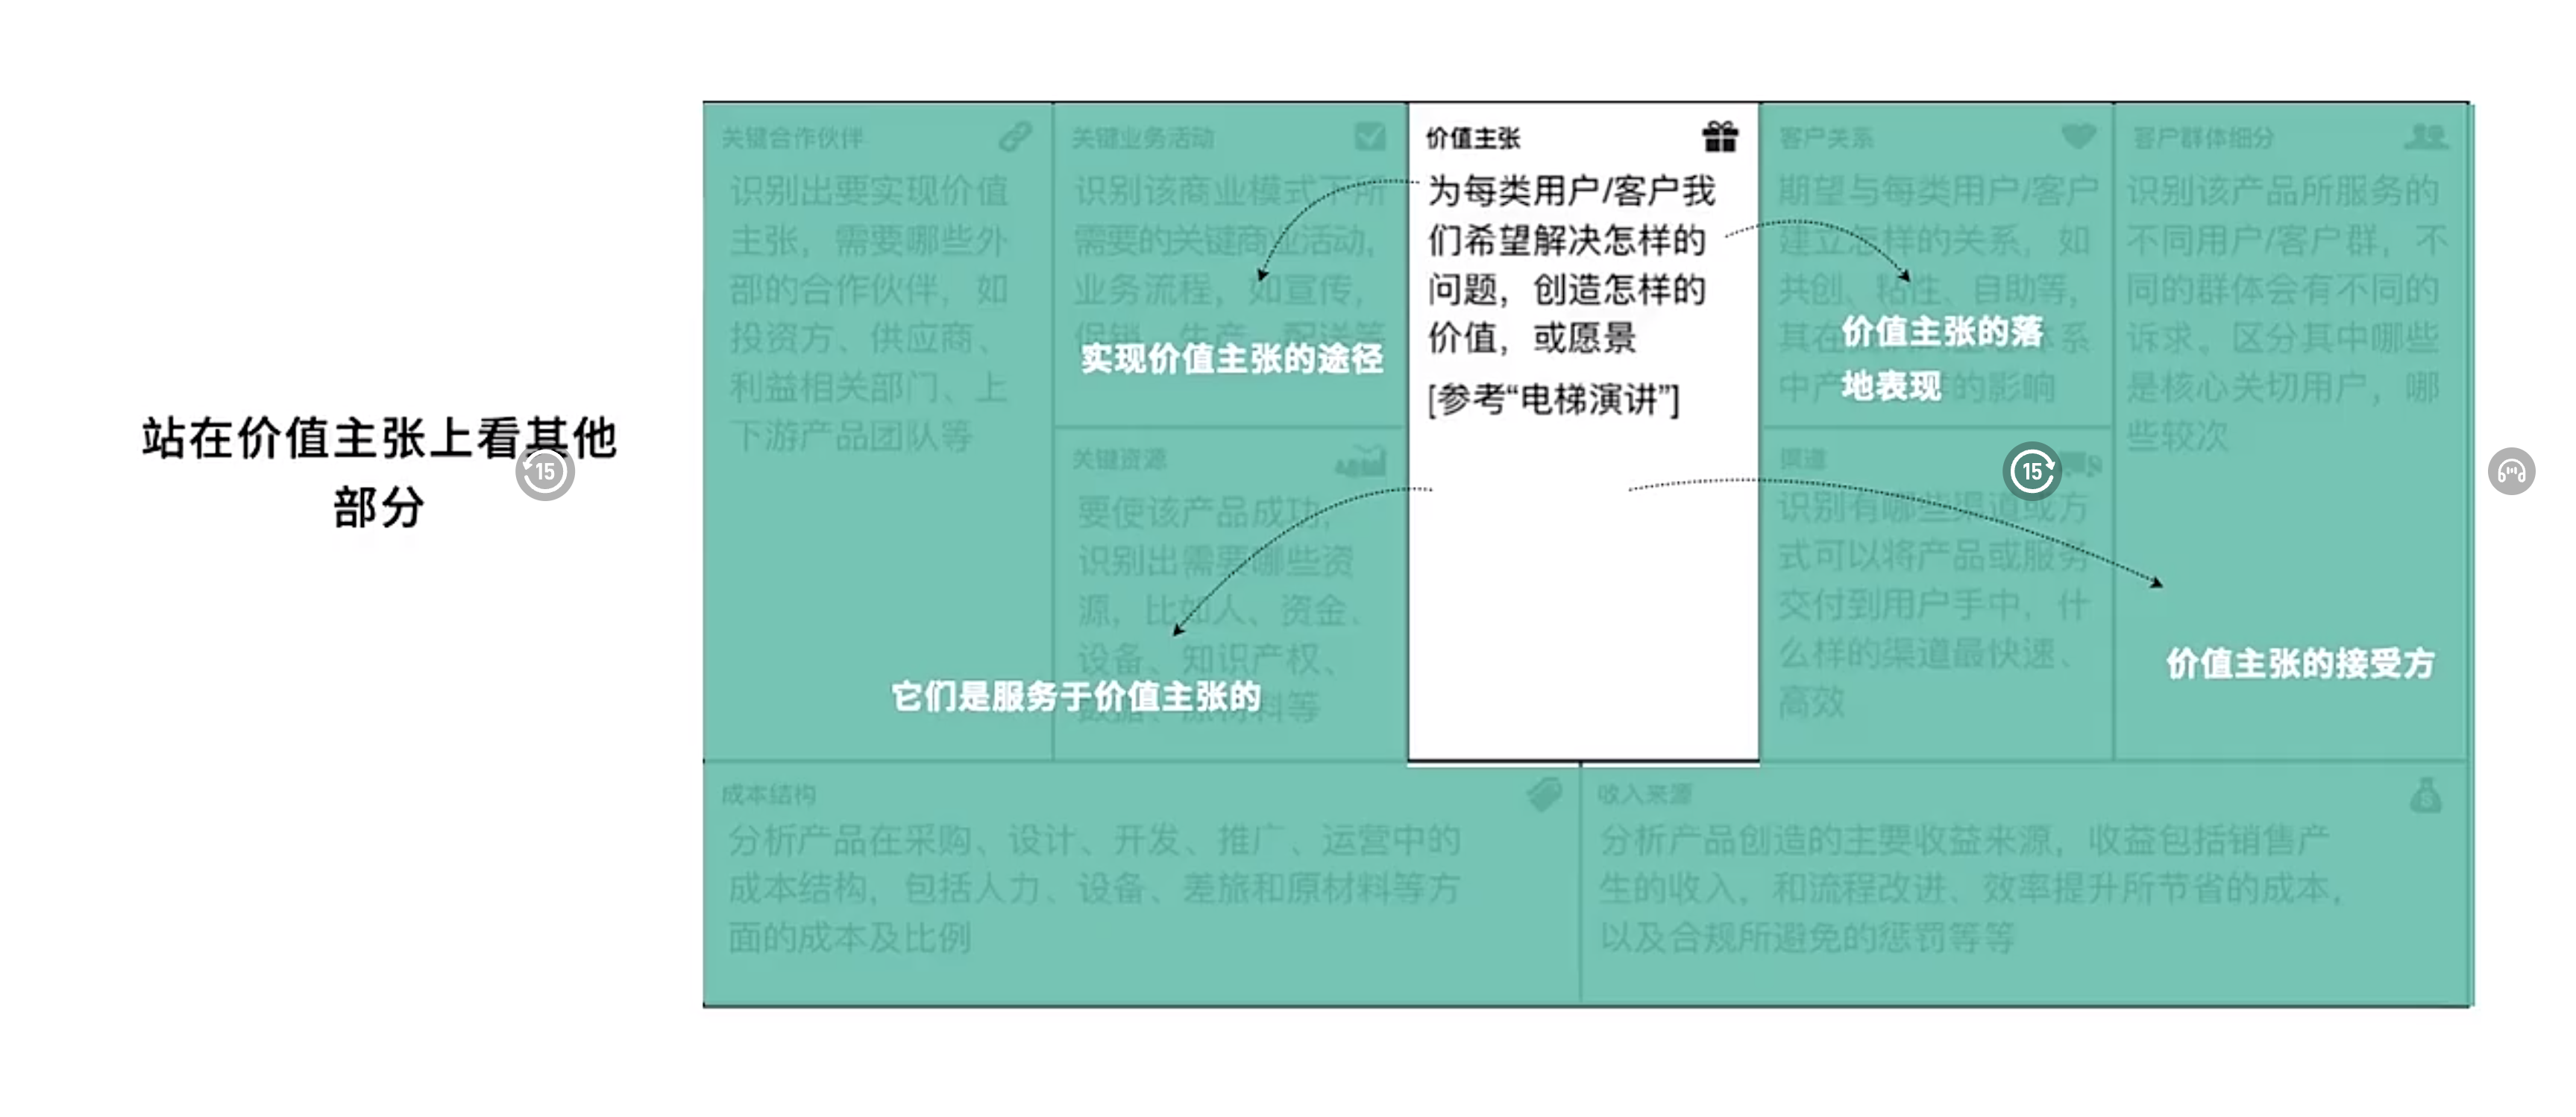 站在价值主张上看其他
部分
15
关键合作伙伴
识别出要实现价值
主张，需要哪些外
部的合作伙伴，如
投资方、供应商、
利益相关部门、上
下游产品团队等
关键业务活动
识别该商业模式下所
需要的关键商业活动，
业务流程，如宣传，
促销、生产、配送等
实现价值主张的途径
关键资源
要使该产品成功，
识别出需要哪些资
源，比如人、资金、
设备、知识产权、
数据、原材料等
它们是服务于价值主张的
价值主张
为每类用户/客户我
们希望解决怎样的
问题，创造怎样的
价值，或愿景
[参考“电梯演讲”]
客户关系
期望与每类用户/客户
建立怎样的关系，如
共创、粘性、自助等，
其在 体系
中产 的影响
价值主张的落
地表现
渠道
15
识别有哪些渠道或方
式可以将产品或服务
交付到用户手中，什
么样的渠道最快速、
高效
客户群体细分
识别该产品所服务的
不同用户/客户群，不
同的群体会有不同的
诉求。区分其中哪些
是核心关切用户，哪
些较次
价值主张的接受方
成本结构
分析产品在采购、设计、开发、推广、运营中的
成本结构，包括人力、设备、差旅和原材料等方
面的成本及比例
收入来源
分析产品创造的主要收益来源，收益包括销售产
生的收入，和流程改进、效率提升所节省的成本，
以及合规所避免的惩罚等等